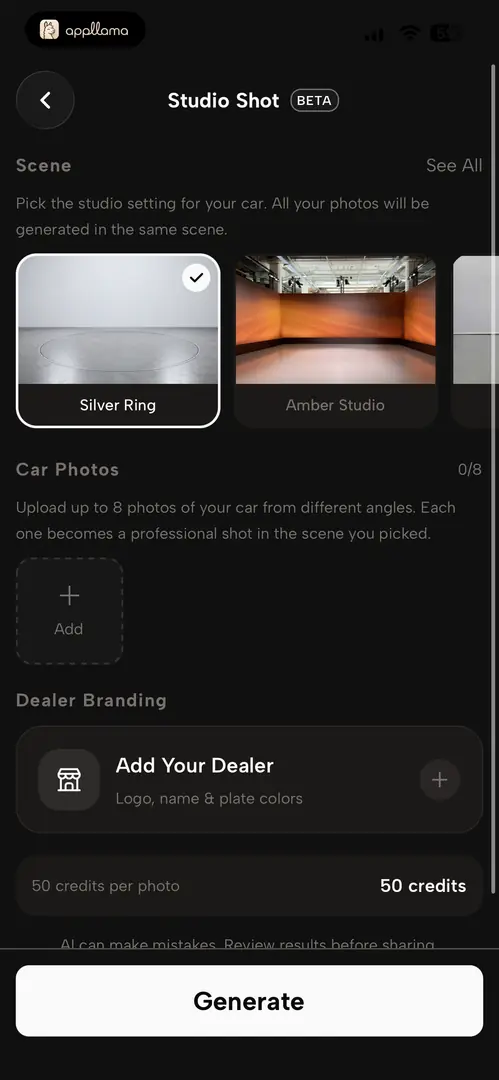 appllama
Studio Shot BETA
Scene See All
Pick the studio setting for your car. All your photos will be
generated in the same scene.
Silver Ring Amber Studio
Car Photos 0/8
Upload up to 8 photos of your car from different angles. Each
one becomes a professional shot in the scene you picked.
Add
Dealer Branding
Add Your Dealer
Logo, name & plate colors
50 credits per photo 50 credits
AI can make mistakes. Review results before sharing
Generate